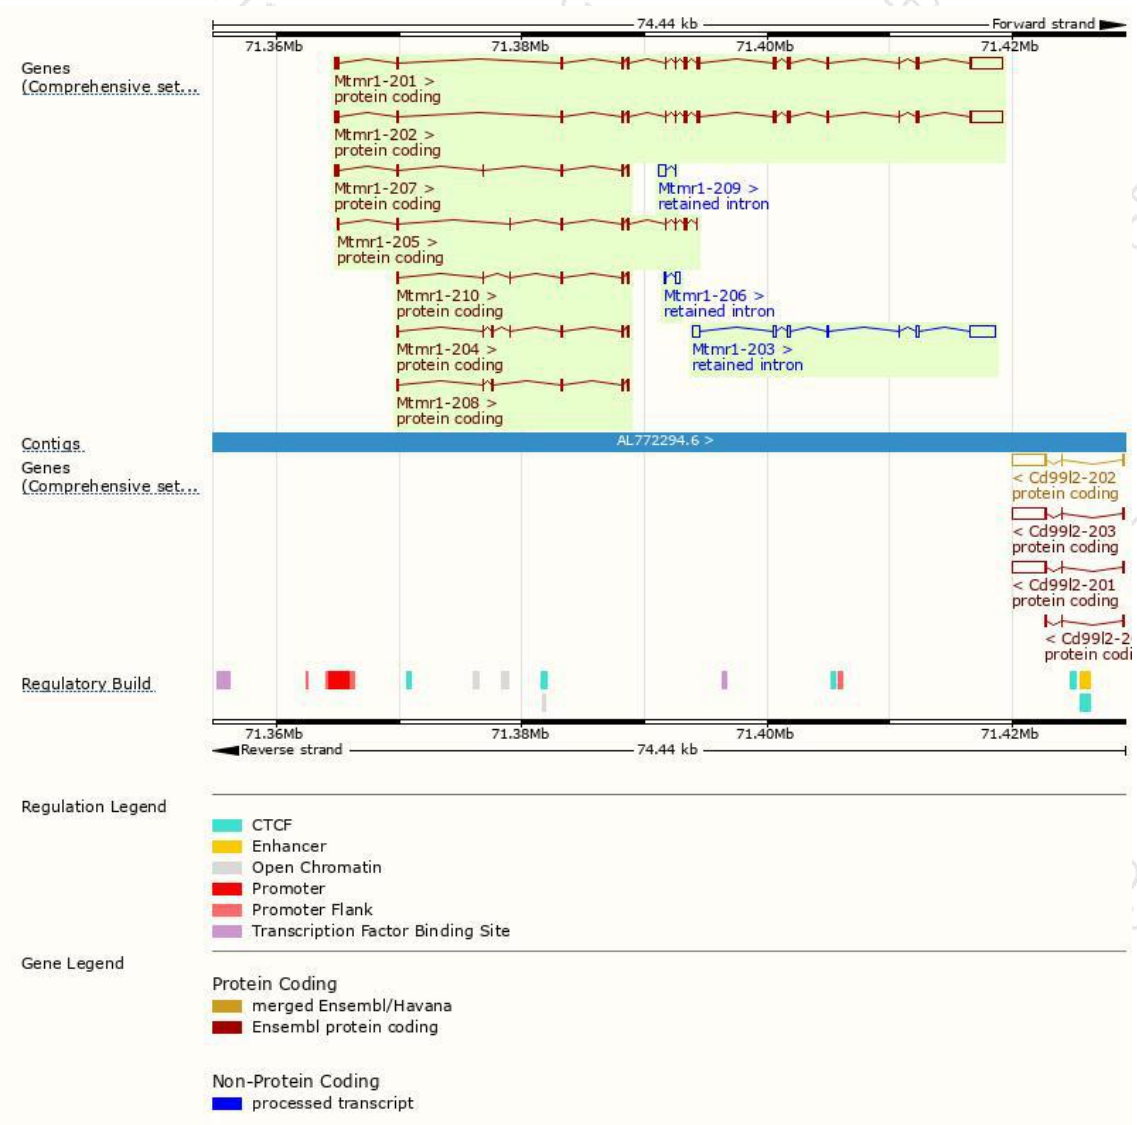 74.44 kb
Forward strand
71.36Mb
71.38Mb
71.40Mb
71.42Mb
Genes
(Comprehensive set...
Mtmr1-201 >
protein coding
Mtmr1-202 >
protein coding
Mtmr1-207 >
protein coding
Mtmr1-209 >
retained intron
Mtmr1-205 >
protein coding
Mtmr1-210 >
protein coding
Mtmr1-206 >
retained intron
Mtmr1-204 >
protein coding
Mtmr1-203 >
retained intron
Mtmr1-208 >
protein coding
Contigs
AL772294.6 >
Genes
(Comprehensive set...
< Cd99l2-202
protein coding
< Cd99l2-203
protein coding
< Cd99l2-201
protein coding
< Cd99l2-2
protein codi
Regulatory Build
71.36Mb
71.38Mb
71.40Mb
71.42Mb
Reverse strand
74.44 kb
Regulation Legend
CTCF
Enhancer
Open Chromatin
Promoter
Promoter Flank
Transcription Factor Binding Site
Gene Legend
Protein Coding
merged Ensembl/Havana
Ensembl protein coding
Non-Protein Coding
processed transcript